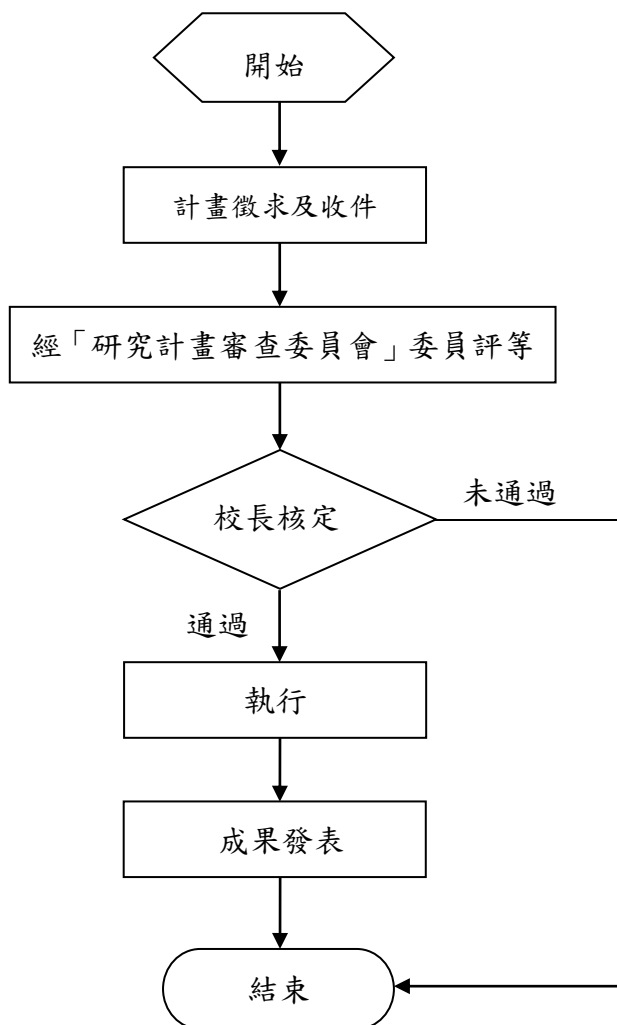 開始
計畫徵求及收件
經「研究計畫審查委員會」委員評等
校長核定
未通過
通過
執行
成果發表
結束